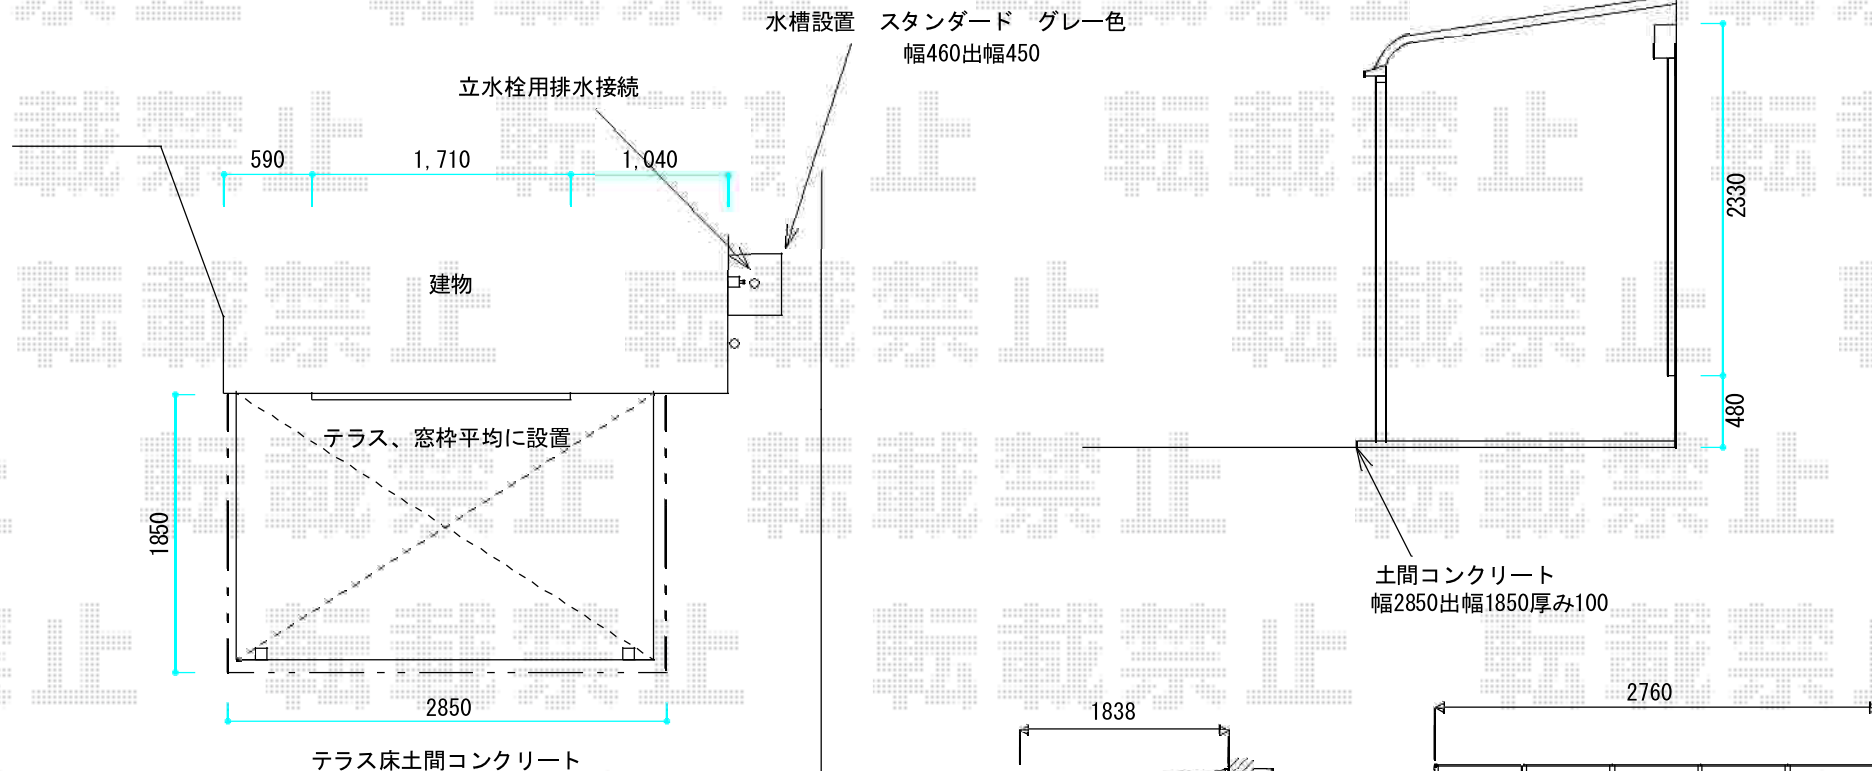 水槽設置　スタンダード　グレー色
幅460出幅450
立水栓用排水接続
590
1,710
1,040
建物
テラス、窓枠平均に設置
1850
2850
テラス床土間コンクリート
2330
480
土間コンクリート
幅2850出幅1850厚み100
1838
2760
転載禁止